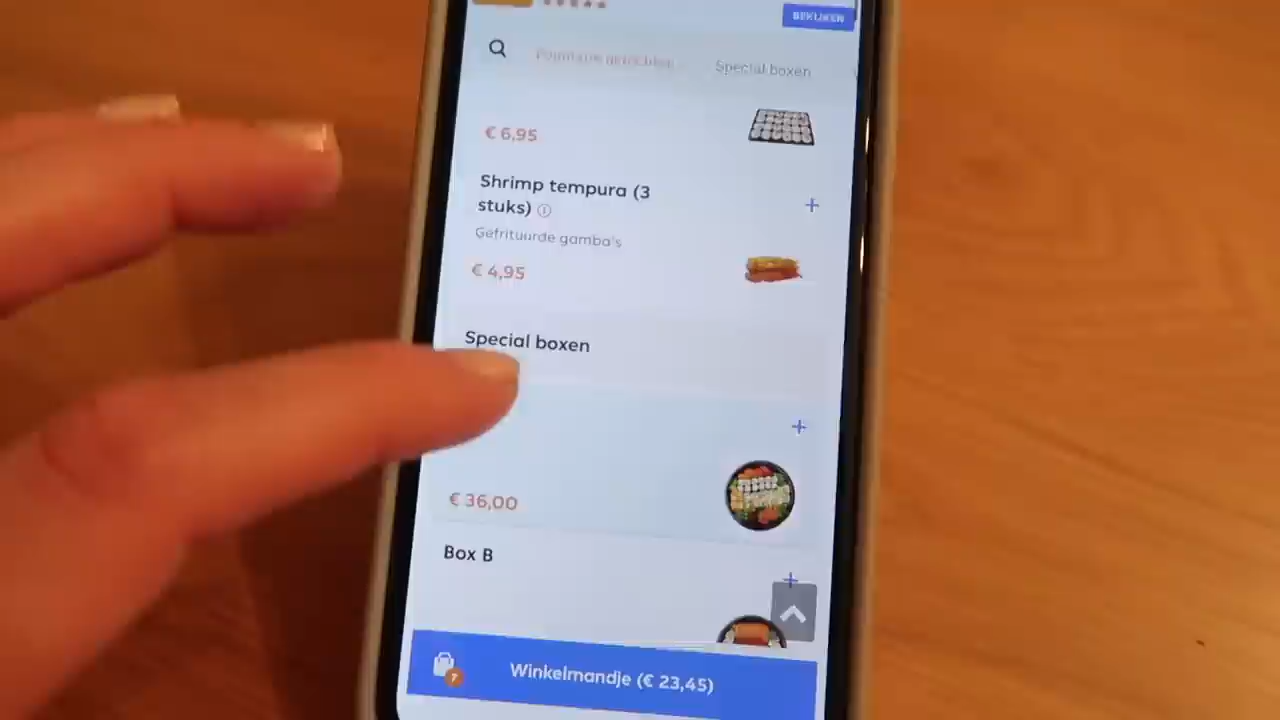 BEKIJKEN
Special boxen
€ 6,95
Shrimp tempura (3
stuks)
Gefrituurde gamba's
€ 4,95
Special boxen
€ 36,00
Box B
7
Winkelmandje (€ 23,45)